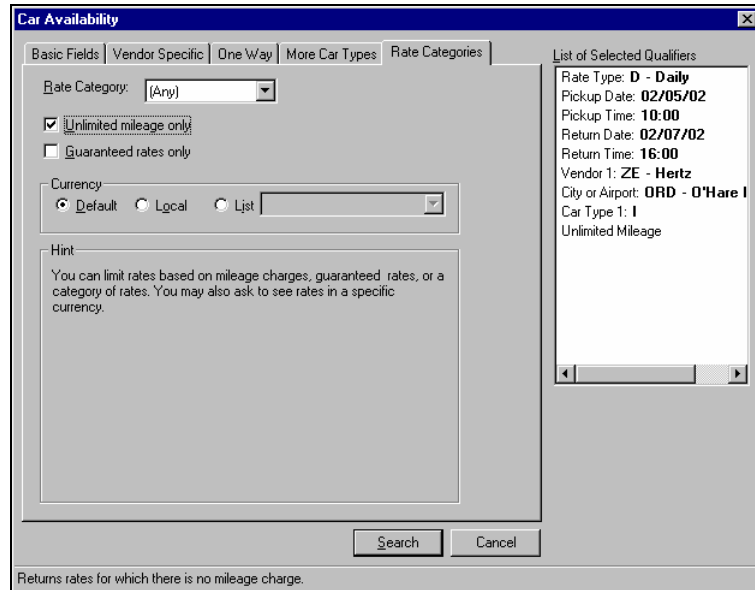 Car Availability
Basic Fields
Vendor Specific
One Way
More Car Types
Rate Categories
Rate Category: (Any)
Unlimited mileage only
Guaranteed rates only
Currency
Default
Local
List
Hint
You can limit rates based on mileage charges, guaranteed rates, or a
category of rates. You may also ask to see rates in a specific
currency.
List of Selected Qualifiers
Rate Type: D - Daily
Pickup Date: 02/05/02
Pickup Time: 10:00
Return Date: 02/07/02
Return Time: 16:00
Vendor 1: ZE - Hertz
City or Airport: ORD - O'Hare
Car Type 1: I
Unlimited Mileage
Search
Cancel
Returns rates for which there is no mileage charge.